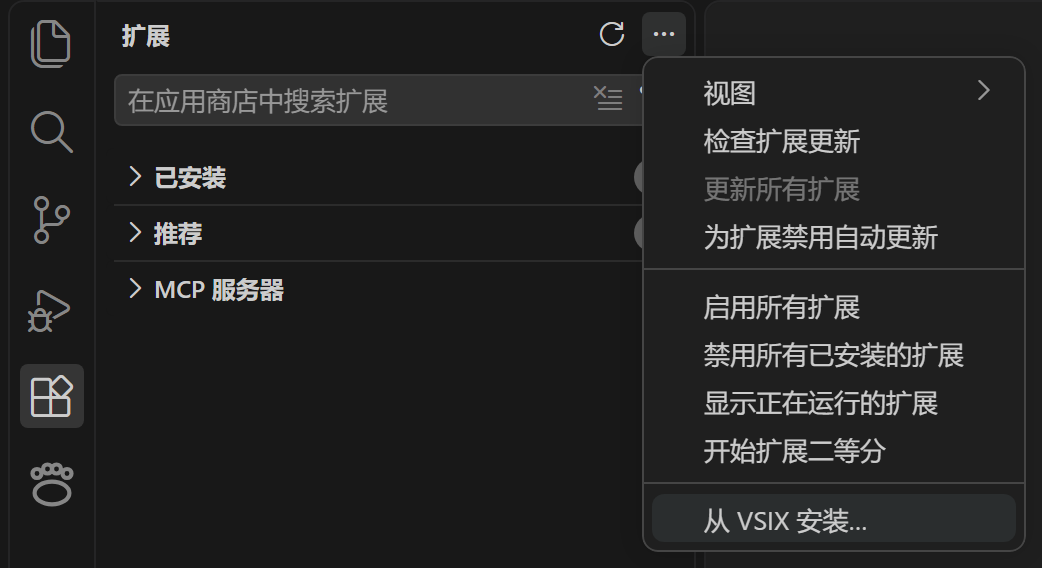 扩展
在应用商店中搜索扩展
已安装
推荐
MCP 服务器
视图
检查扩展更新
更新所有扩展
为扩展禁用自动更新
启用所有扩展
禁用所有已安装的扩展
显示正在运行的扩展
开始扩展二等分
从 VSIX 安装...